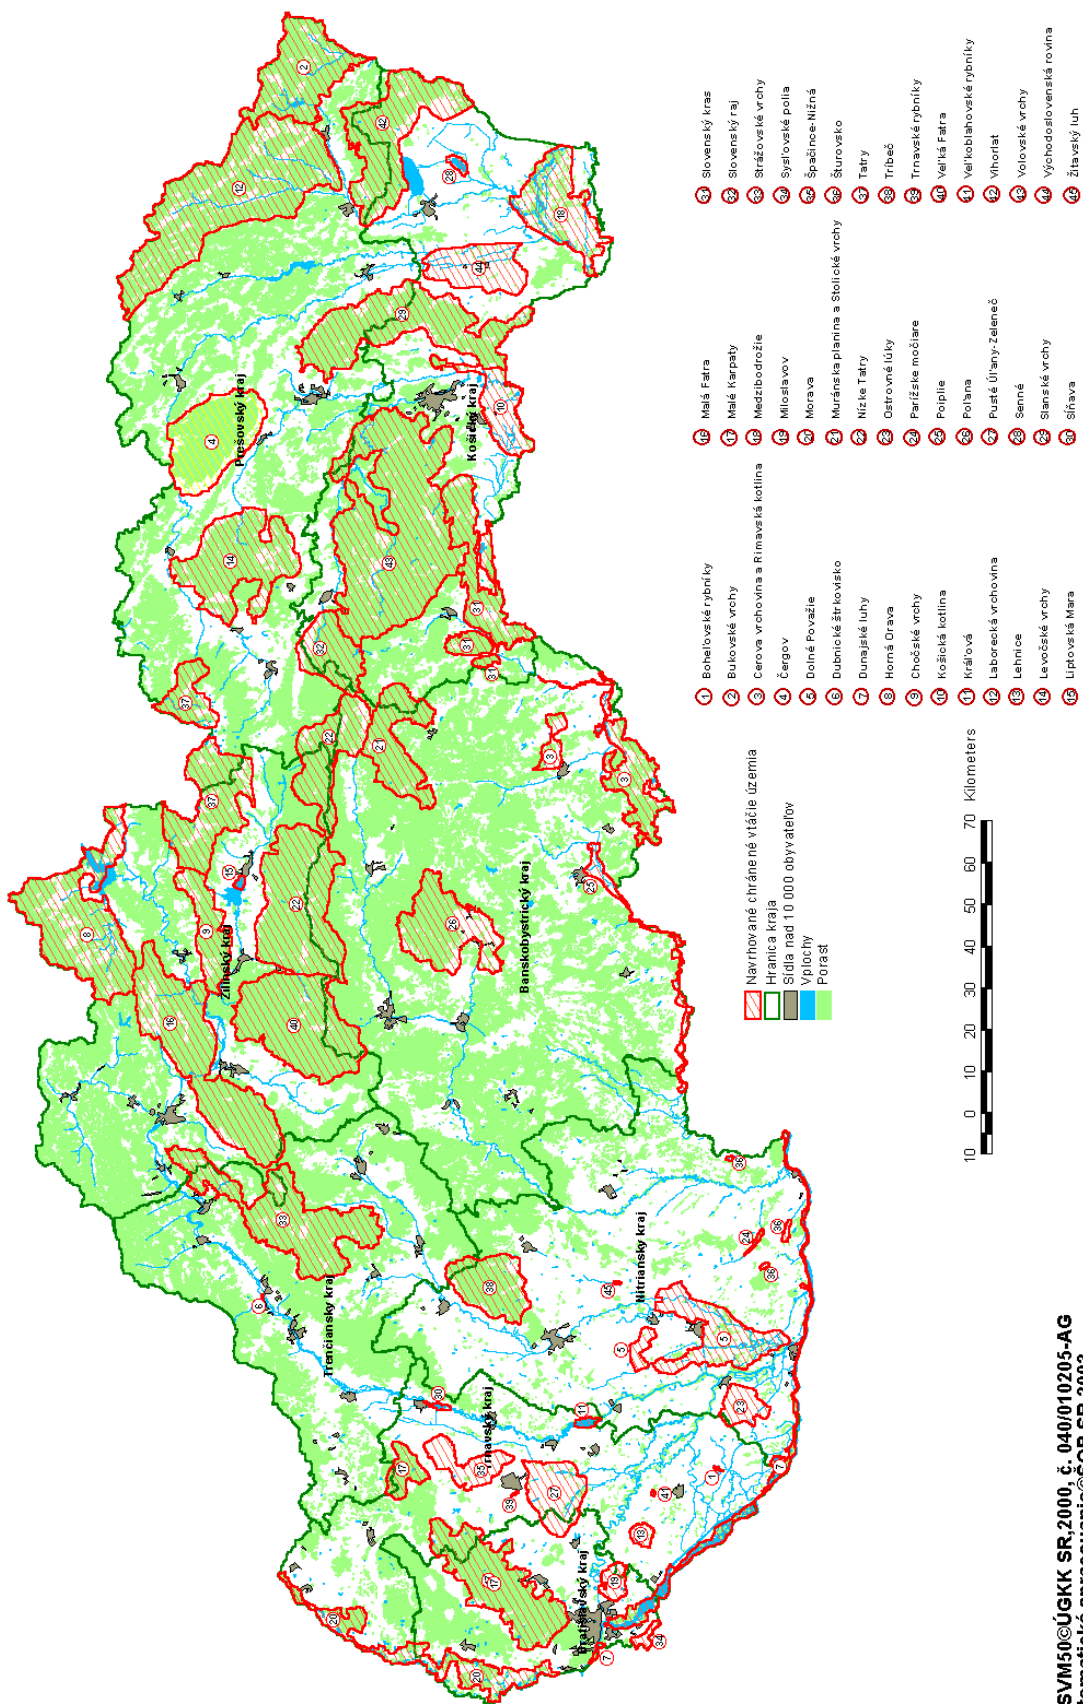 Bratislavský kraj
Trnavský kraj
Trenčiansky kraj
Nitriansky kraj
Žilinský kraj
Banskobystrický kraj
Prešovský kraj
Košický kraj
Navrhované chránené vtáčie územia
Hranica kraja
Sídla nad 10 000 obyvateľov
Vplochy
Porast
10 0 10 20 30 40 50 60 70 Kilometers
1 Boheľovské rybníky
2 Bukovské vrchy
3 Cerova vrchovina a Rimavská kotlina
4 Čergov
5 Dolné Považie
6 Dubnické štrkovisko
7 Dunajské luhy
8 Horná Orava
9 Chočské vrchy
10 Košická kotlina
11 Kráľová
12 Laborecká vrchovina
13 Lehnice
14 Levočské vrchy
15 Liptovská Mara
16 Malá Fatra
17 Malé Karpaty
18 Medzibodrožie
19 Miloslavov
20 Morava
21 Muránska planina a Stolické vrchy
22 Nízke Tatry
23 Ostrovné lúky
24 Parížske močiare
25 Poiplie
26 Poľana
27 Pusté Úľany-Zeleneč
28 Senné
29 Slanské vrchy
30 Sĺňava
31 Slovenský kras
32 Slovenský raj
33 Strážovské vrchy
34 Sysľovské polia
35 Špačince-Nižná
36 Šturovsko
37 Tatry
38 Tríbeč
39 Trnavské rybníky
40 Veľká Fatra
41 Veľkoblahovské rybníky
42 Vihorlat
43 Volovské vrchy
44 Východoslovenská rovina
45 Žitavský luh
SVM50©ÚGKK SR,2000, č. 040/010205-AG